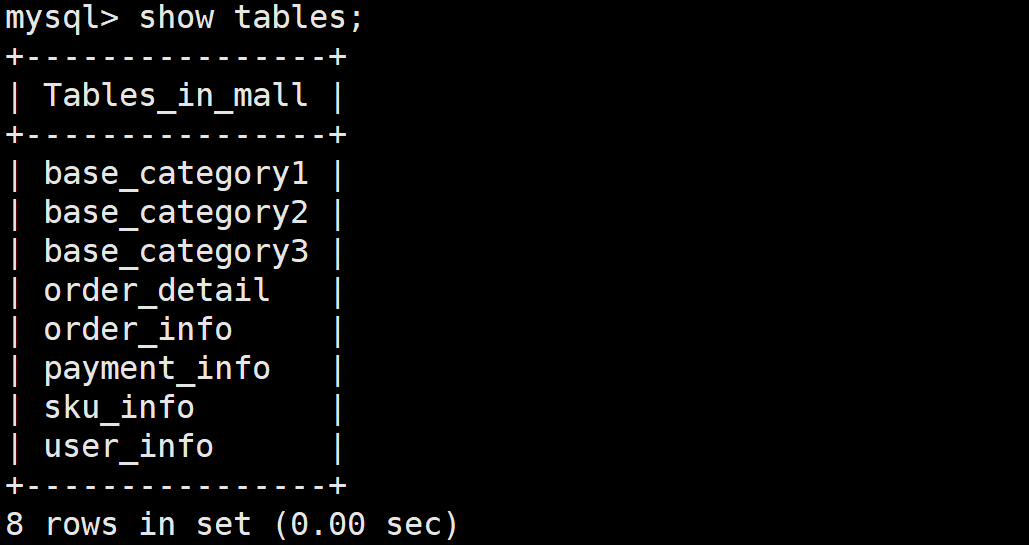 mysql> show tables;
+----------------+
| Tables_in_mall |
+----------------+
| base_category1 |
| base_category2 |
| base_category3 |
| order_detail   |
| order_info     |
| payment_info   |
| sku_info       |
| user_info      |
+----------------+
8 rows in set (0.00 sec)